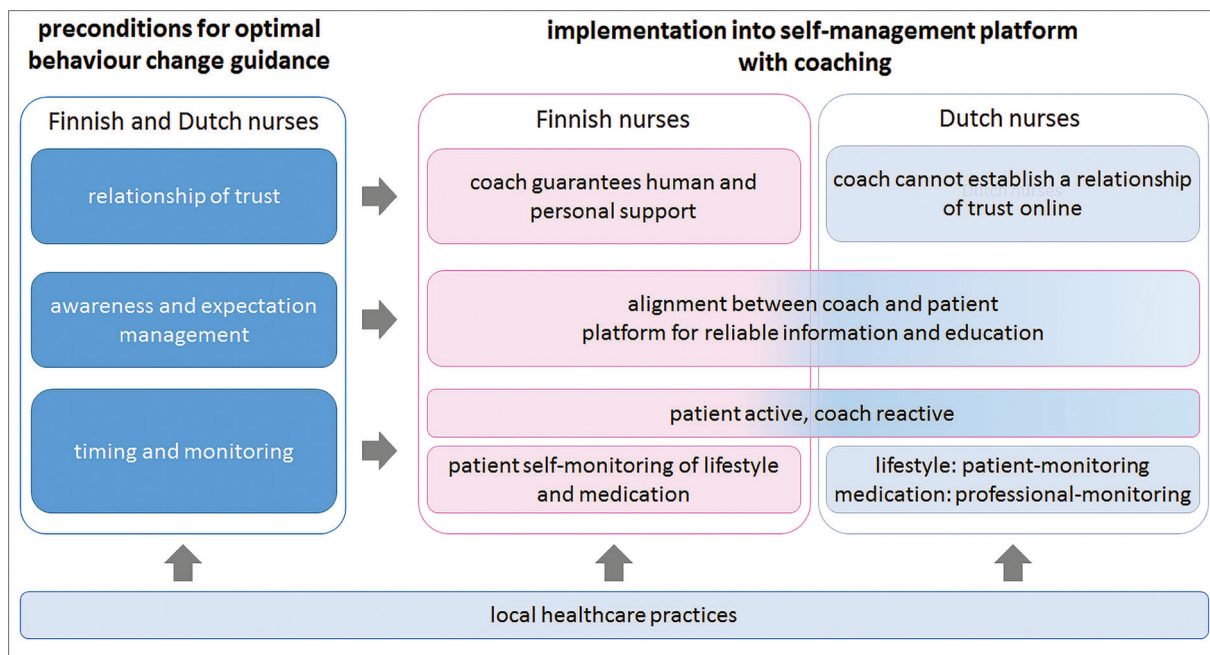 preconditions for optimal
behaviour change guidance
implementation into self-management platform
with coaching
Finnish and Dutch nurses
relationship of trust
awareness and expectation
management
timing and monitoring
Finnish nurses
Dutch nurses
coach guarantees human and
personal support
coach cannot establish a relationship
of trust online
Dutch nurses
alignment between coach and patient
platform for reliable information and education
patient active, coach reactive
patient self-monitoring of lifestyle
and medication
lifestyle: patient-monitoring
medication: professional-monitoring
local healthcare practices